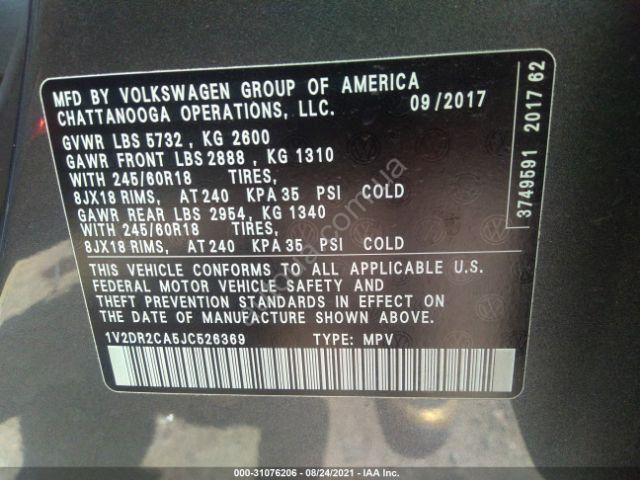 MFD BY VOLKSWAGEN GROUP OF AMERICA
CHATTANOOGA OPERATIONS, LLC. 09/2017
GVWR LBS 5732 , KG 2600
GAWR FRONT LBS 2888 , KG 1310
WITH 245/60R18 TIRES,
8JX18 RIMS, AT 240 KPA 35 PSI COLD
GAWR REAR LBS 2954, KG 1340
WITH 245/60R18 TIRES,
8JX18 RIMS, AT 240 KPA 35 PSI COLD
THIS VEHICLE CONFORMS TO ALL APPLICABLE U.S.
FEDERAL MOTOR VEHICLE SAFETY AND
THEFT PREVENTION STANDARDS IN EFFECT ON
THE DATE OF MANUFACTURE SHOWN ABOVE
1V2DR2CA5JC526369 TYPE: MPV
3749591 2017 62
000-31076206 - 08/24/2021 - IAA Inc.